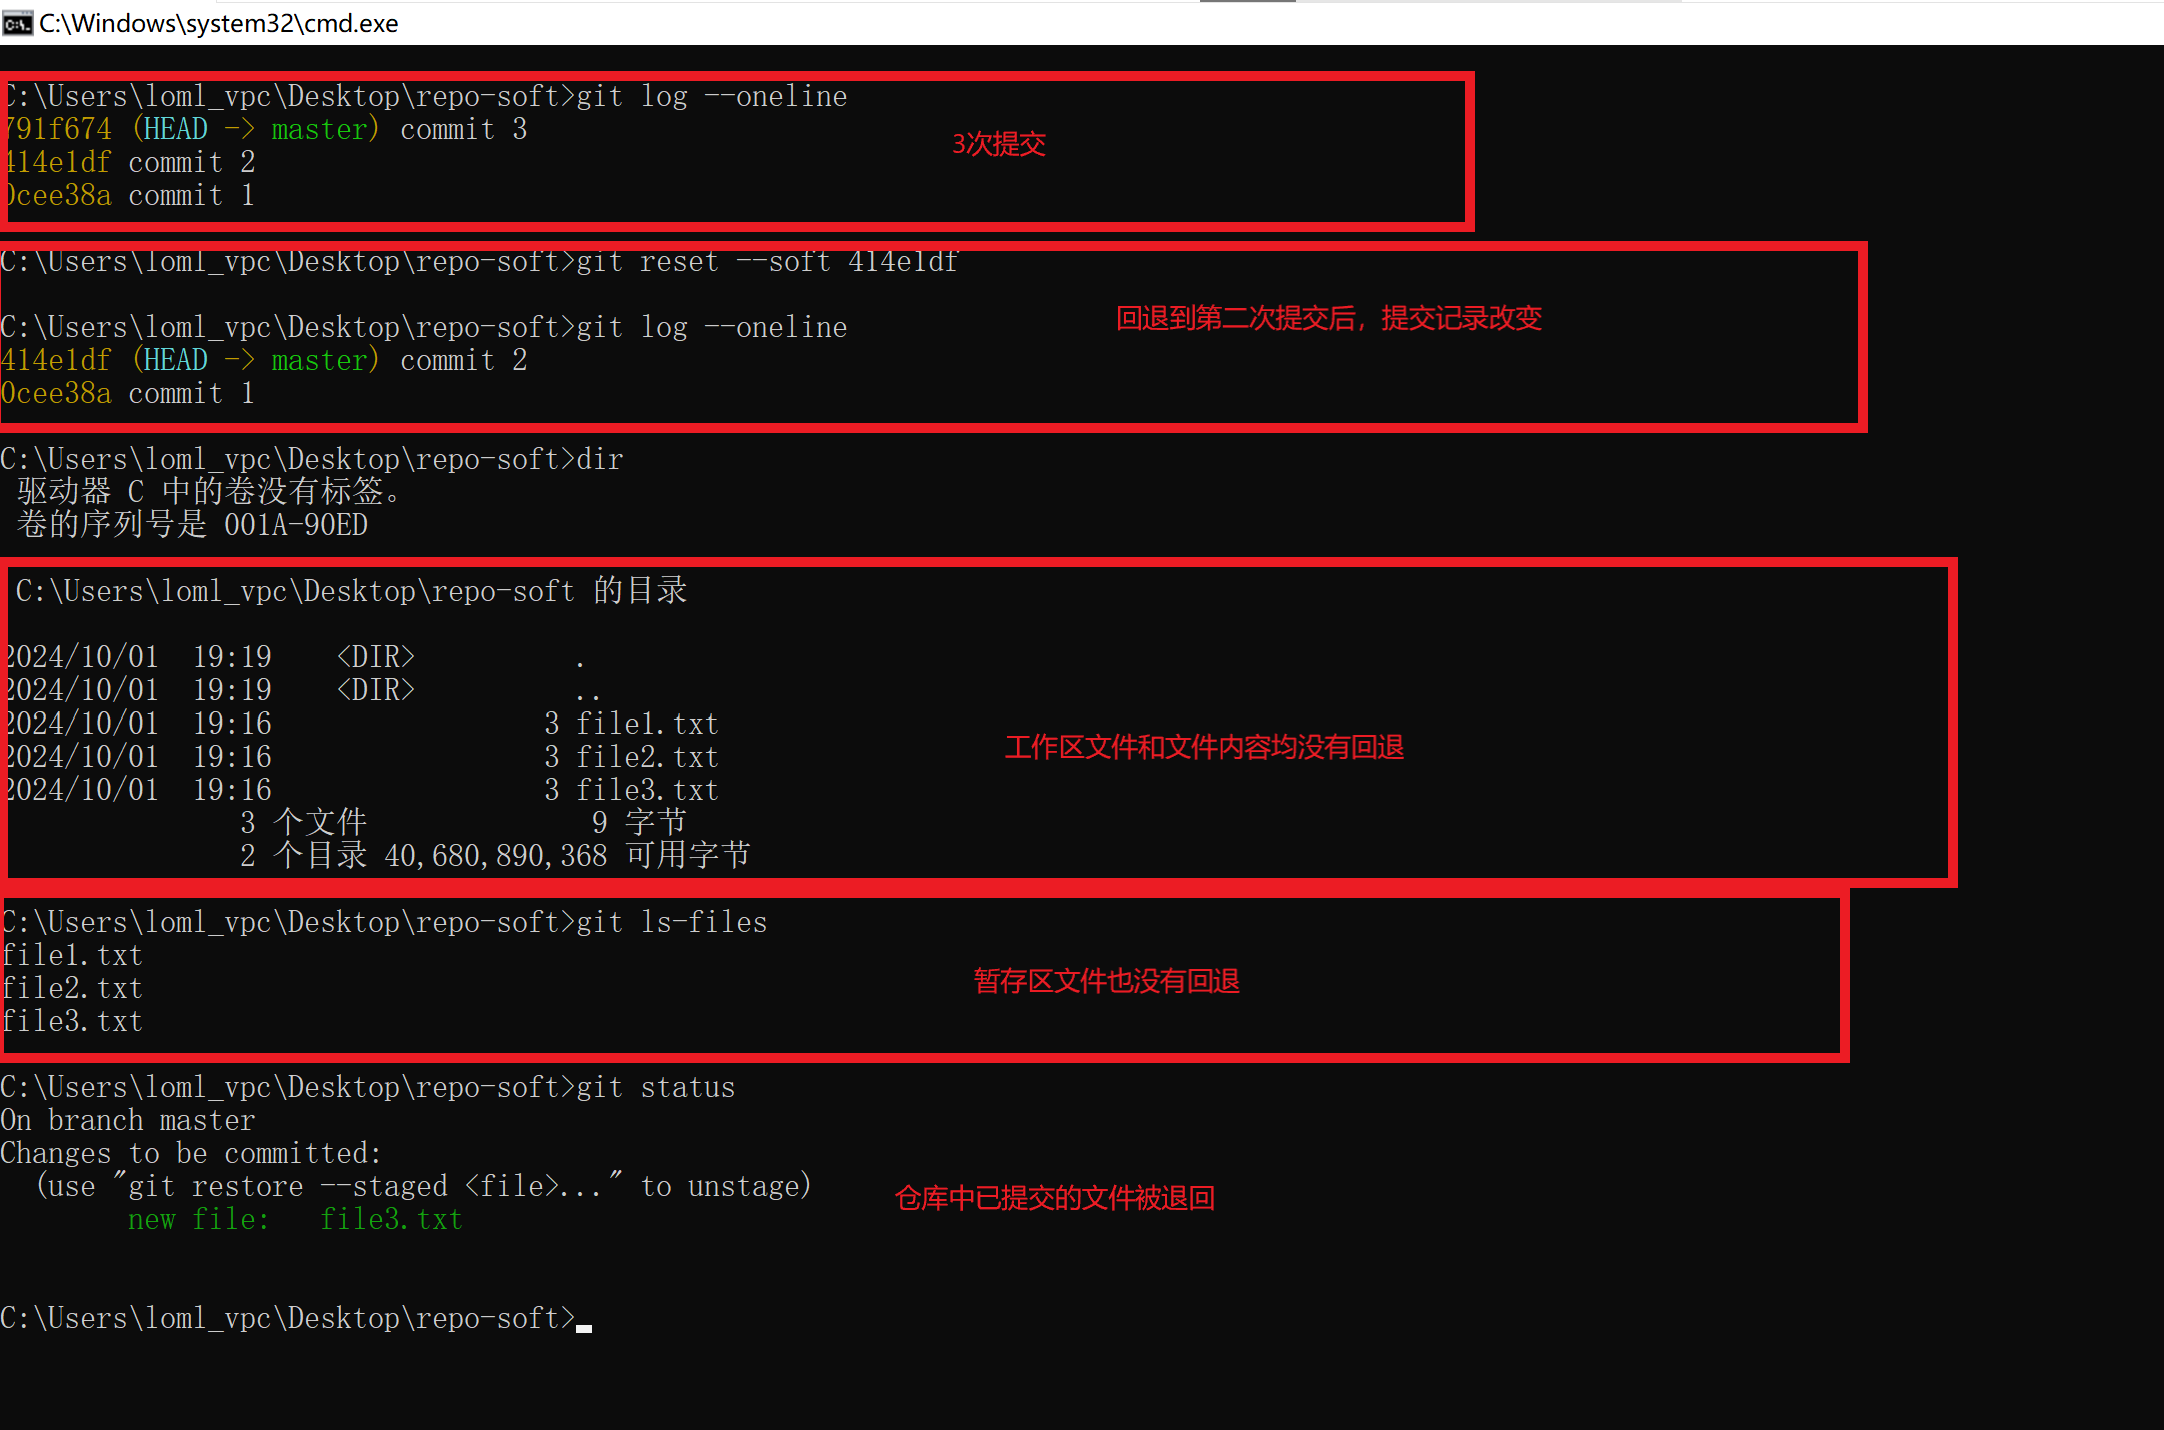 C:\Windows\system32\cmd.exe
C:\Users\loml_vpc\Desktop\repo-soft>git log --oneline
791f674 (HEAD -> master) commit 3
3次提交
414e1df commit 2
0cee38a commit 1
C:\Users\loml_vpc\Desktop\repo-soft>git reset --soft 414e1df
回退到第二次提交后，提交记录改变
C:\Users\loml_vpc\Desktop\repo-soft>git log --oneline
414e1df (HEAD -> master) commit 2
0cee38a commit 1
C:\Users\loml_vpc\Desktop\repo-soft>dir
驱动器 C 中的卷没有标签。
卷的序列号是 001A-90ED
C:\Users\loml_vpc\Desktop\repo-soft 的目录
2024/10/01  19:19    <DIR>          .
2024/10/01  19:19    <DIR>          ..
2024/10/01  19:16                 3 file1.txt
工作区文件和文件内容均没有回退
2024/10/01  19:16                 3 file2.txt
2024/10/01  19:16                 3 file3.txt
3 个文件              9 字节
2 个目录 40,680,890,368 可用字节
C:\Users\loml_vpc\Desktop\repo-soft>git ls-files
file1.txt
暂存区文件也没有回退
file2.txt
file3.txt
C:\Users\loml_vpc\Desktop\repo-soft>git status
On branch master
Changes to be committed:
(use "git restore --staged <file>..." to unstage)
仓库中已提交的文件被退回
new file:   file3.txt
C:\Users\loml_vpc\Desktop\repo-soft>